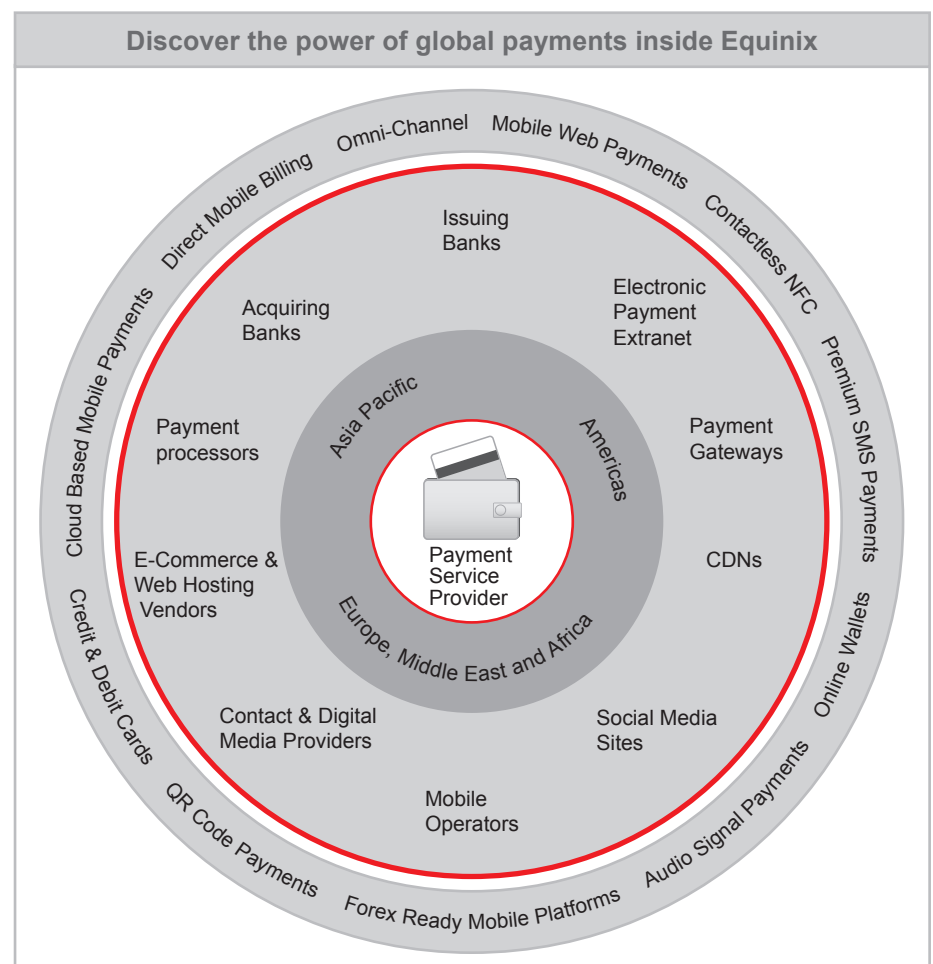 Discover the power of global payments inside Equinix
Omni-Channel
Mobile Web Payments
Contactless NFC
Premium SMS Payments
Online Wallets
Audio Signal Payments
Forex Ready Mobile Platforms
QR Code Payments
Credit & Debit Cards
Cloud Based Mobile Payments
Direct Mobile Billing
Issuing
Banks
Electronic
Payment
Extranet
Payment
Gateways
CDNs
Social Media
Sites
Mobile
Operators
Contact & Digital
Media Providers
E-Commerce &
Web Hosting
Vendors
Payment
processors
Acquiring
Banks
Asia Pacific
Americas
Europe, Middle East and Africa
Payment
Service
Provider